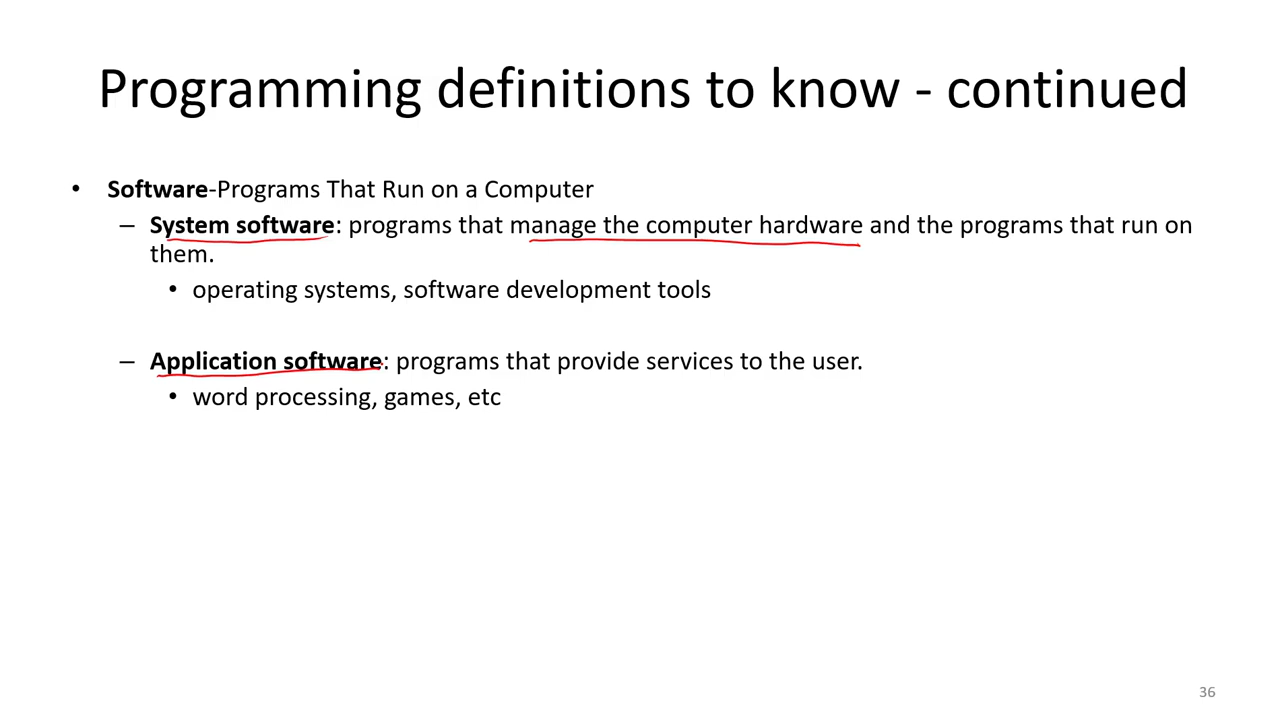 Programming definitions to know - continued
• Software-Programs That Run on a Computer
– System software: programs that manage the computer hardware and the programs that run on
them.
• operating systems, software development tools
– Application software: programs that provide services to the user.
• word processing, games, etc
36